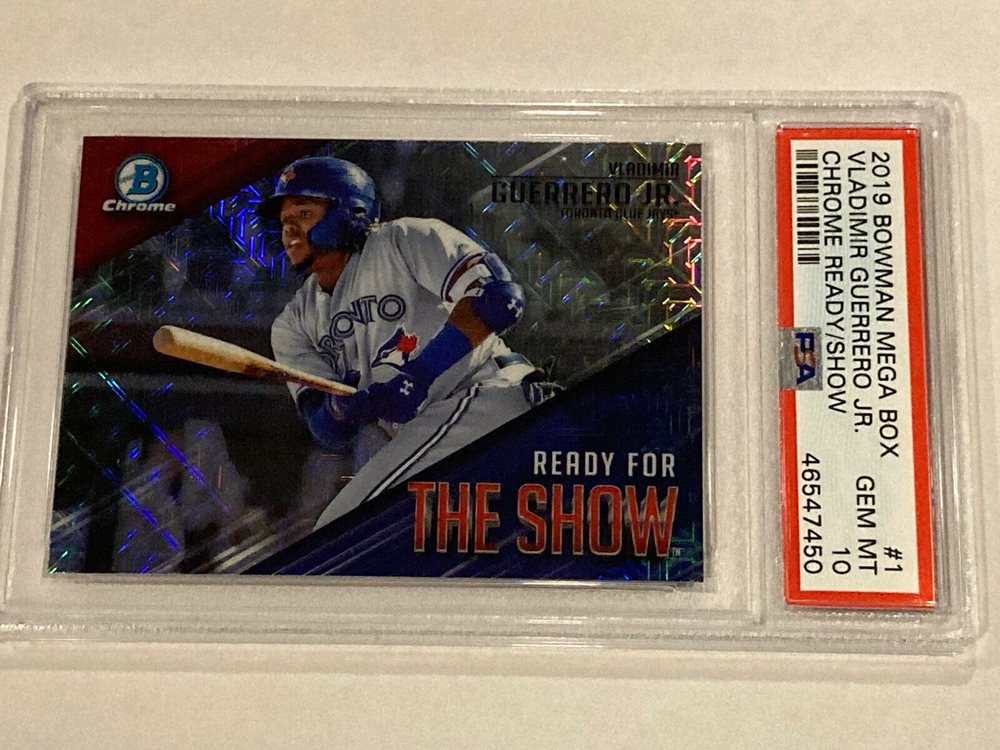 B
Chrome
VLADIMIR
GUERRERO JR.
TORONTO BLUE JAYS
TORONTO
READY FOR
THE SHOW
2019 BOWMAN MEGA BOX #1
VLADIMIR GUERRERO JR. GEM MT
CHROME READY/SHOW 10
46547450
PSA